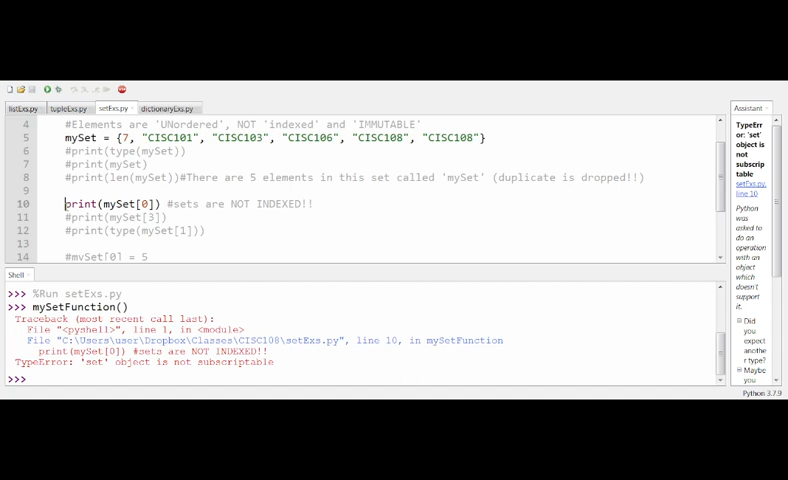 listExs.py tupleExs.py setExs.py dictionaryExs.py
4 #Elements are 'UNordered', NOT 'indexed' and 'IMMUTABLE'
5 mySet = {7, "CISC101", "CISC103", "CISC106", "CISC108", "CISC108"}
6 #print(type(mySet))
7 #print(mySet)
8 #print(len(mySet))#There are 5 elements in this set called 'mySet' (duplicate is dropped!!)
9
10 print(mySet[0]) #sets are NOT INDEXED!!
11 #print(mySet[3])
12 #print(type(mySet[1]))
13
14 #mySet[0] = 5
Shell
>>> %Run setExs.py
>>> mySetFunction()
Traceback (most recent call last):
File "<pyshell>", line 1, in <module>
File "C:\Users\user\Dropbox\Classes\CISC108\setExs.py", line 10, in mySetFunction
print(mySet[0]) #sets are NOT INDEXED!!
TypeError: 'set' object is not subscriptable
>>>
Assistant
TypeErr
or: 'set'
object is
not
subscrip
table
setExs.py,
line 10
Python
was
asked to
do an
operation
with an
object
which
doesn't
support
it.
Did
you
expect
anothe
r type?
Maybe
you
Python 3.7.9